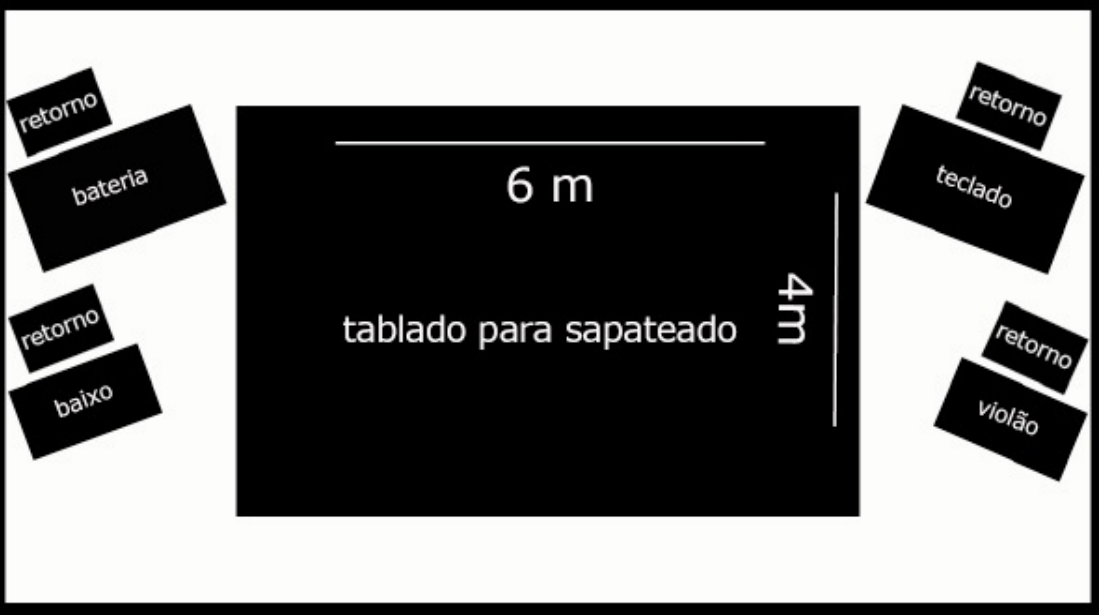 retorno
bateria
retorno
baixo
6 m
4m
tablado para sapateado
retorno
teclado
retorno
violão